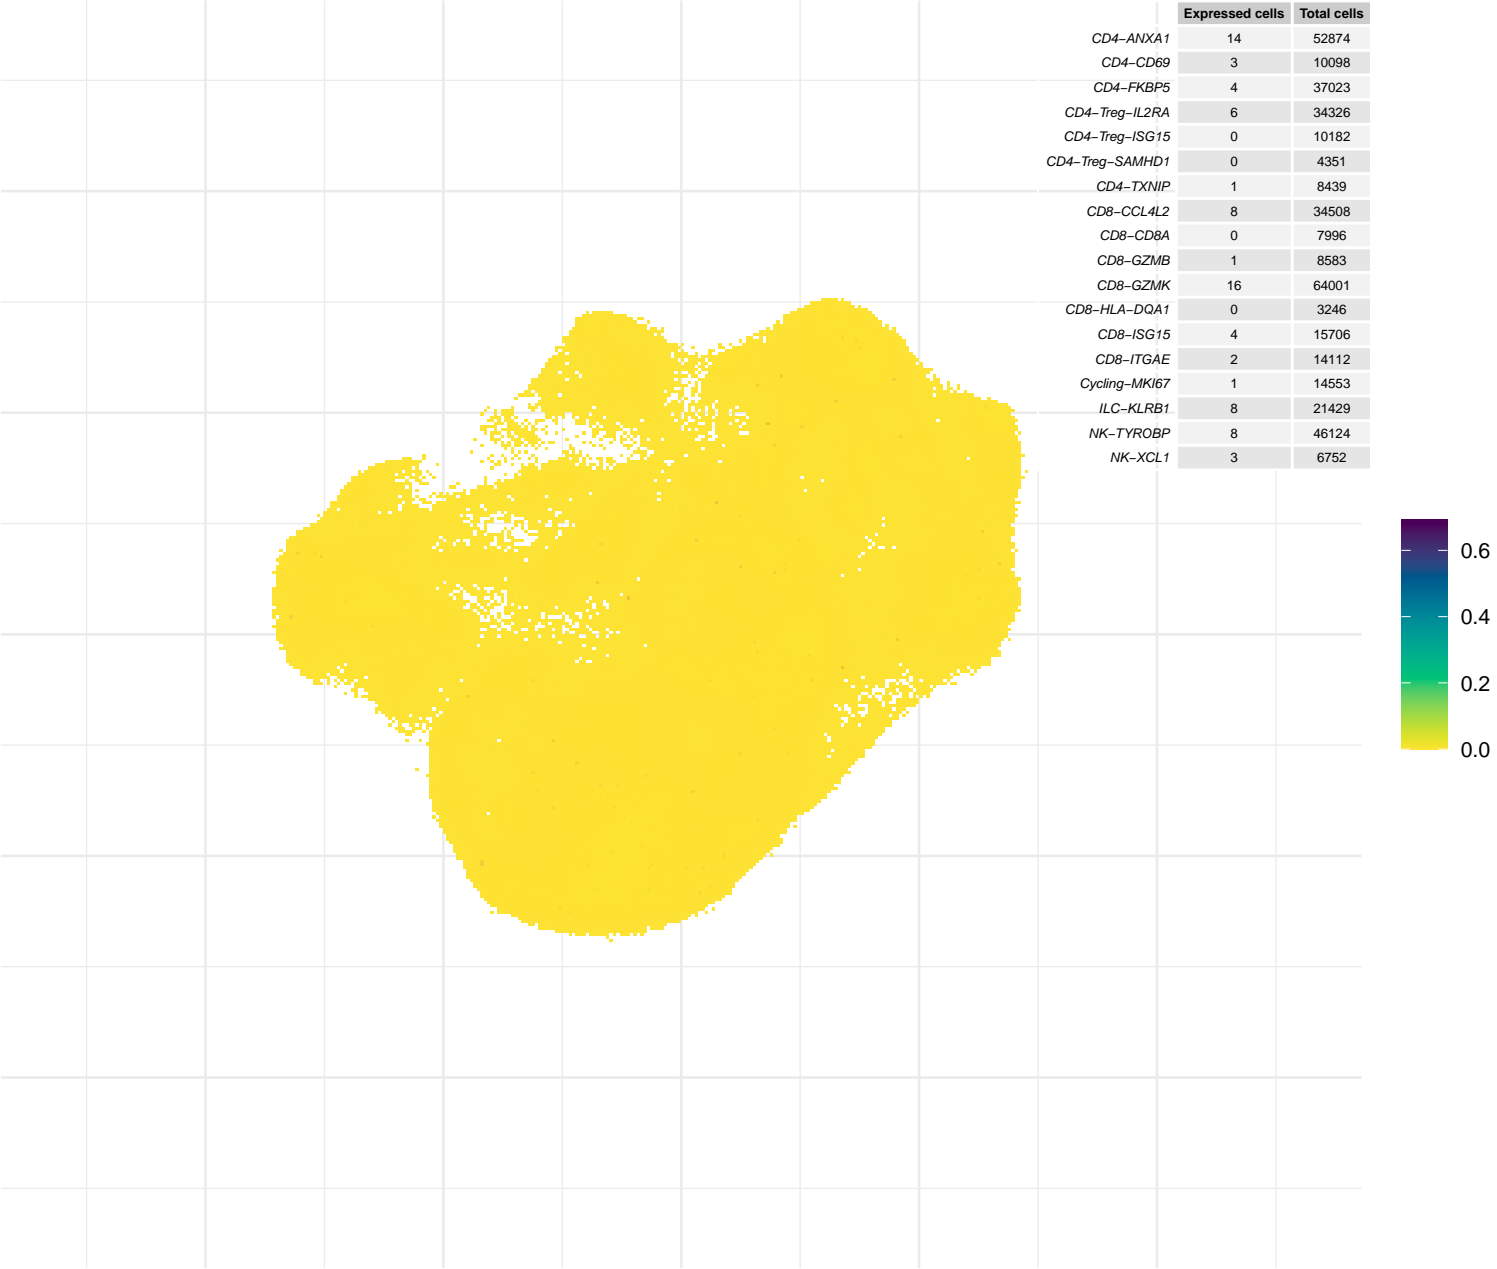 Expressed cells Total cells
CD4−ANXA1 14 52874
CD4−CD69 3 10098
CD4−FKBP5 4 37023
CD4−Treg−IL2RA 6 34326
CD4−Treg−ISG15 0 10182
CD4−Treg−SAMHD1 0 4351
CD4−TXNIP 1 8439
CD8−CCL4L2 8 34508
CD8−CD8A 0 7996
CD8−GZMB 1 8583
CD8−GZMK 16 64001
CD8−HLA−DQA1 0 3246
CD8−ISG15 4 15706
CD8−ITGAE 2 14112
Cycling−MKI67 1 14553
ILC−KLRB1 8 21429
NK−TYROBP 8 46124
NK−XCL1 3 6752
0.6
0.4
0.2
0.0